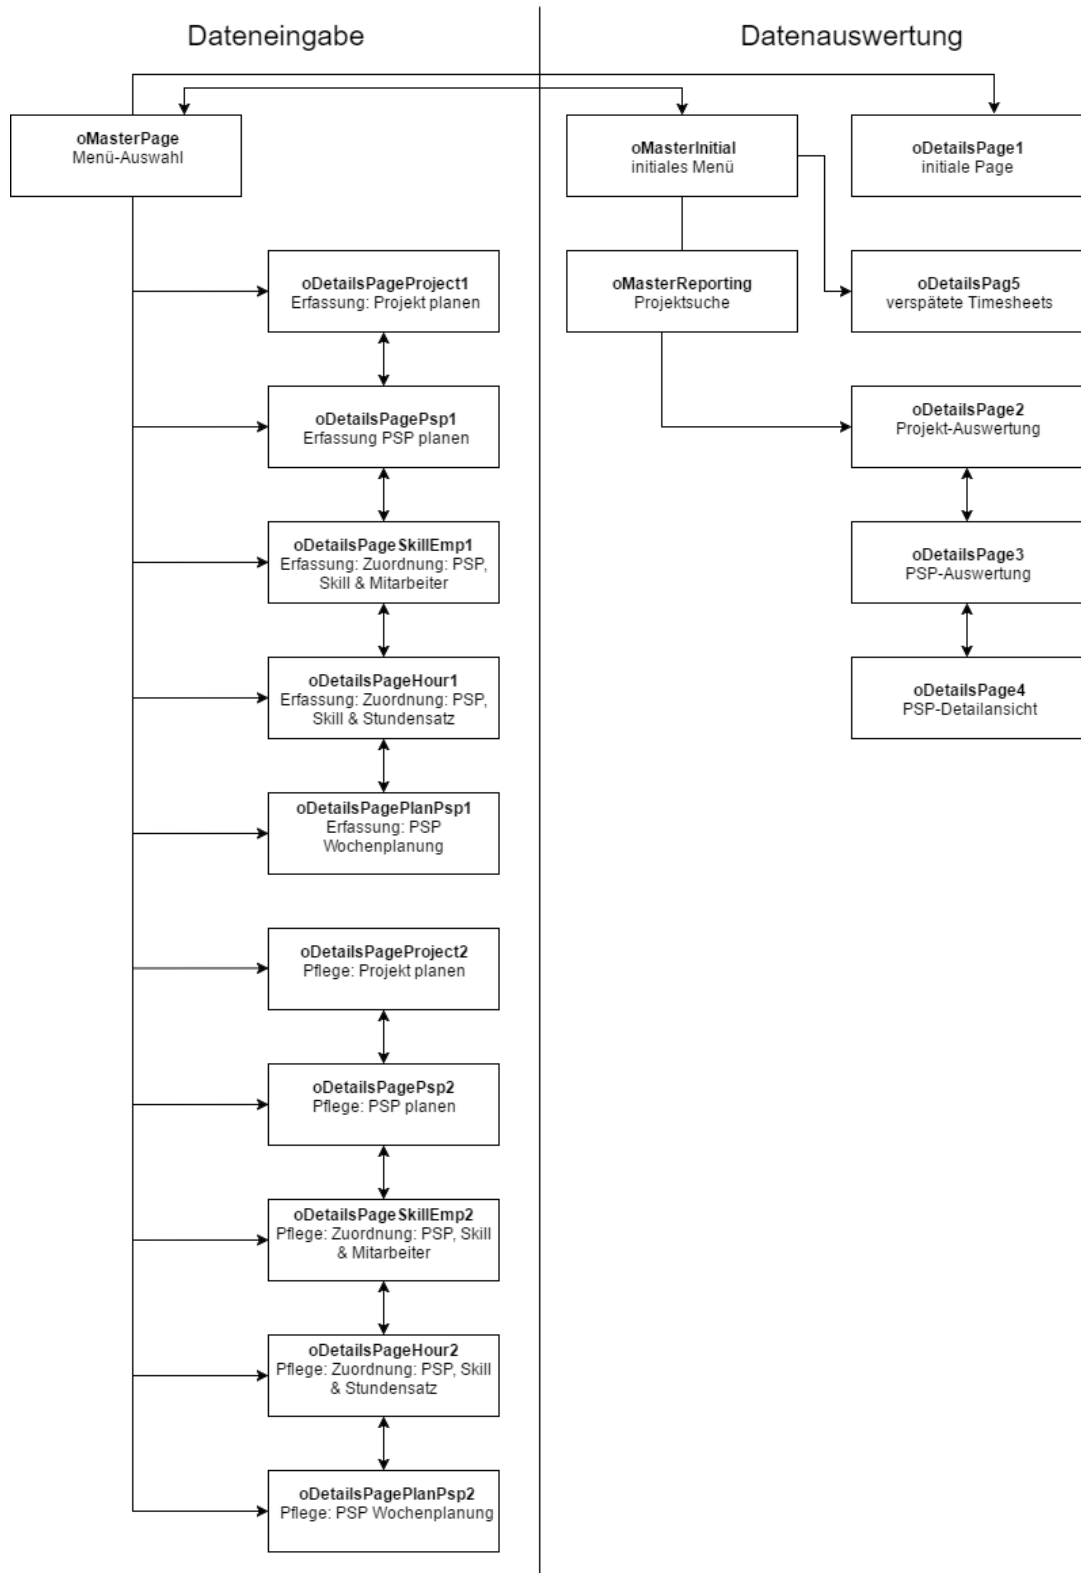 Dateneingabe
Datenauswertung
oMasterPage
Menü-Auswahl
oMasterInitial
initiales Menü
oDetailsPage1
initiale Page
oDetailsPageProject1
Erfassung: Projekt planen
oMasterReporting
Projektsuche
oDetailsPag5
verspätete Timesheets
oDetailsPagePsp1
Erfassung PSP planen
oDetailsPage2
Projekt-Auswertung
oDetailsPageSkillEmp1
Erfassung: Zuordnung: PSP,
Skill & Mitarbeiter
oDetailsPage3
PSP-Auswertung
oDetailsPageHour1
Erfassung: Zuordnung: PSP,
Skill & Stundensatz
oDetailsPage4
PSP-Detailansicht
oDetailsPagePlanPsp1
Erfassung: PSP
Wochenplanung
oDetailsPageProject2
Pflege: Projekt planen
oDetailsPagePsp2
Pflege: PSP planen
oDetailsPageSkillEmp2
Pflege: Zuordnung: PSP, Skill
& Mitarbeiter
oDetailsPageHour2
Pflege: Zuordnung: PSP, Skill
& Stundensatz
oDetailsPagePlanPsp2
Pflege: PSP Wochenplanung